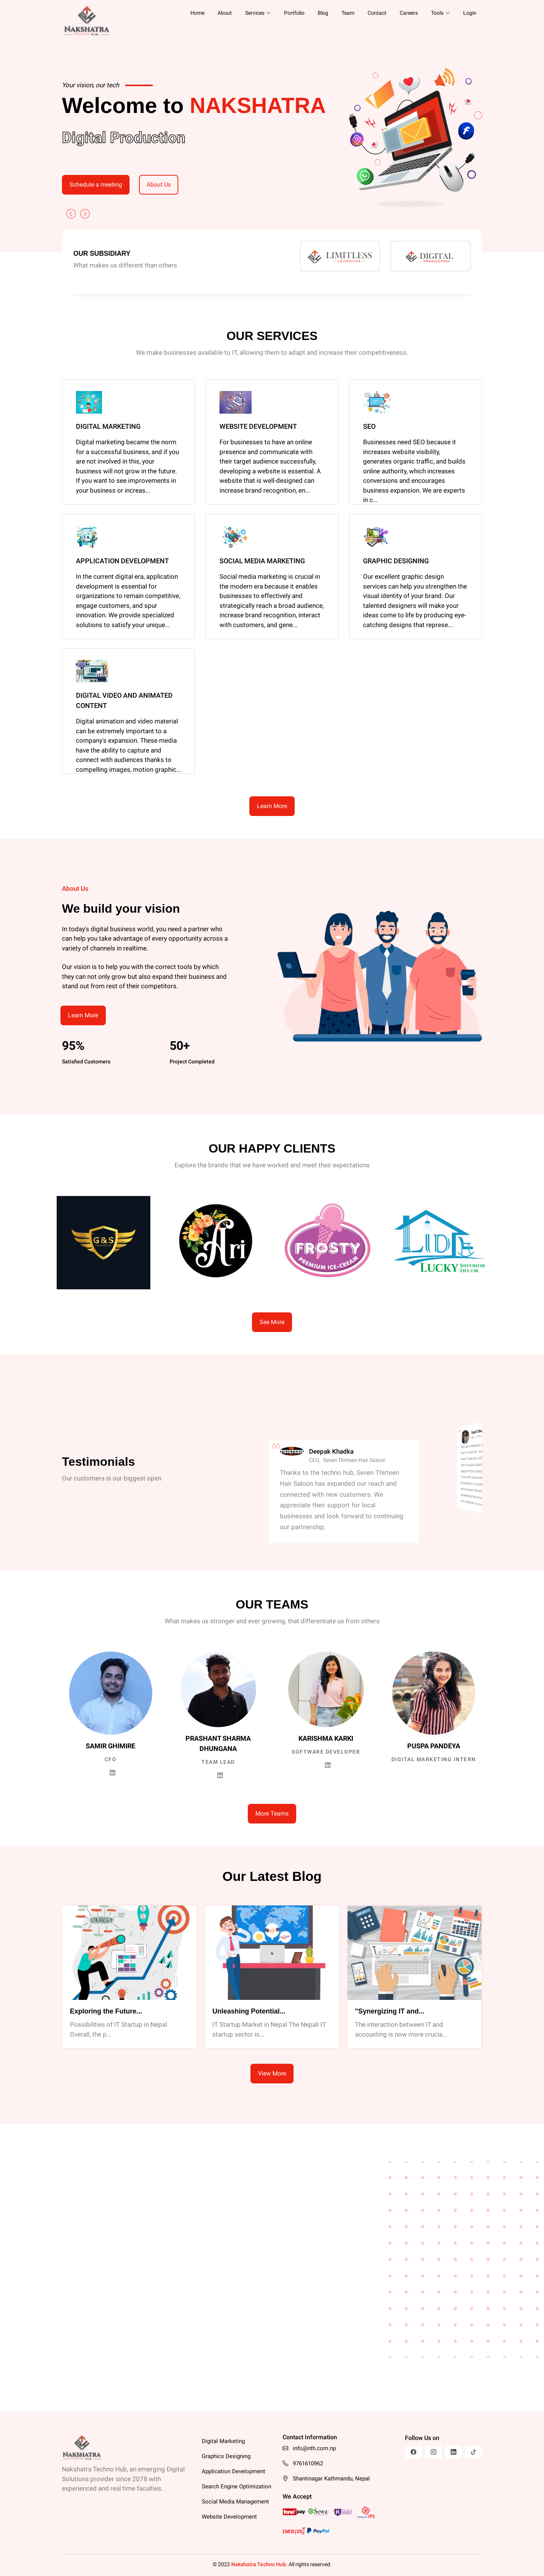 NAKSHATRA
Home About Services Portfolio Blog Team Contact Careers Tools Login
Your vision, our tech
Welcome to NAKSHATRA
Digital Production
Schedule a meeting
About Us
OUR SUBSIDIARY
What makes us different than others
LIMITLESS
LEARNING
DIGITAL
PRODUCTION
OUR SERVICES
We make businesses available to IT, allowing them to adapt and increase their competitiveness.
DIGITAL MARKETING
Digital marketing became the norm
for a successful business, and if you
are not involved in this, your
business will not grow in the future.
If you want to see improvements in
your business or increas...
WEBSITE DEVELOPMENT
For businesses to have an online
presence and communicate with
their target audience successfully,
developing a website is essential. A
website that is well-designed can
increase brand recognition, en...
SEO
Businesses need SEO because it
increases website visibility,
generates organic traffic, and builds
online authority, which increases
conversions and encourages
business expansion. We are experts
in c...
APPLICATION DEVELOPMENT
In the current digital era, application
development is essential for
organizations to remain competitive,
engage customers, and spur
innovation. We provide specialized
solutions to satisfy your unique...
SOCIAL MEDIA MARKETING
Social media marketing is crucial in
the modern era because it enables
businesses to effectively and
strategically reach a broad audience,
increase brand recognition, interact
with customers, and gene...
GRAPHIC DESIGNING
Our excellent graphic design
services can help you strengthen the
visual identity of your brand. Our
talented designers will make your
ideas come to life by producing eye-
catching designs that represe...
DIGITAL VIDEO AND ANIMATED
CONTENT
Digital animation and video material
can be extremely important to a
company's expansion. These media
have the ability to capture and
connect with audiences thanks to
compelling images, motion graphic...
Learn More
About Us
We build your vision
In today's digital business world, you need a partner who
can help you take advantage of every opportunity across a
variety of channels in realtime.
Our vision is to help you with the correct tools by which
they can not only grow but also expand their business and
stand out from rest of their competitors.
Learn More
95%
Satisfied Customers
50+
Project Completed
OUR HAPPY CLIENTS
Explore the brands that we have worked and meet their expectations
G&S
Ari
FROSTY
PREMIUM ICE-CREAM
LIDE
LUCKY INTERIOR
DECOR
See More
Testimonials
Our customers is our biggest open
Deepak Khadka
CEO, Seven Thirteen Hair Saloon
Thanks to the techno hub, Seven Thirteen
Hair Saloon has expanded our reach and
connected with new customers. We
appreciate their support for local
businesses and look forward to continuing
our partnership.
OUR TEAMS
What makes us stronger and ever growing, that differentiate us from others
SAMIR GHIMIRE
CFO
PRASHANT SHARMA
DHUNGANA
TEAM LEAD
KARISHMA KARKI
SOFTWARE DEVELOPER
PUSPA PANDEYA
DIGITAL MARKETING INTERN
More Teams
Our Latest Blog
STRATEGY
Exploring the Future...
Possibilities of IT Startup in Nepal
Overall, the p...
Unleashing Potential...
IT Startup Market in Nepal The Nepali IT
startup sector is...
"Synergizing IT and...
The interaction between IT and
accounting is now more crucia...
View More
NAKSHATRA
Nakshatra Techno Hub, an emerging Digital
Solutions provider since 2078 with
experienced and real time faculties.
Digital Marketing
Graphics Designing
Application Development
Search Engine Optimization
Social Media Management
Website Development
Contact Information
info@nth.com.np
9761610962
Shantinagar Kathmandu, Nepal
We Accept
fonepay
eSewa
Khalti
IPS
PayPal
Follow Us on
© 2022 Nakshatra Techno Hub. All rights reserved.